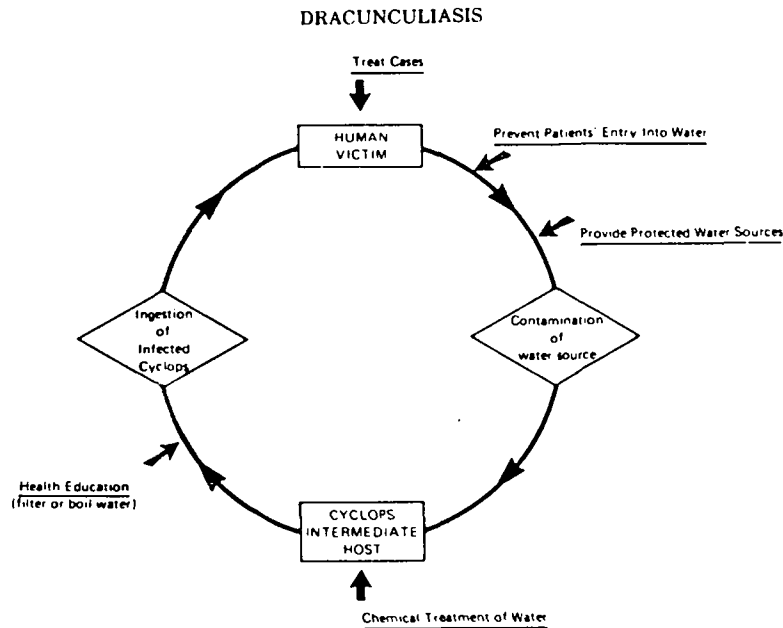 DRACUNCULIASIS
Treat Cases
HUMAN
VICTIM
Prevent Patients' Entry Into Water
Provide Protected Water Sources
Ingestion
of
Infected
Cyclops
Contamination
of
water source
Health Education
(filter or boil water)
CYCLOPS
INTERMEDIATE
HOST
Chemical Treatment of Water